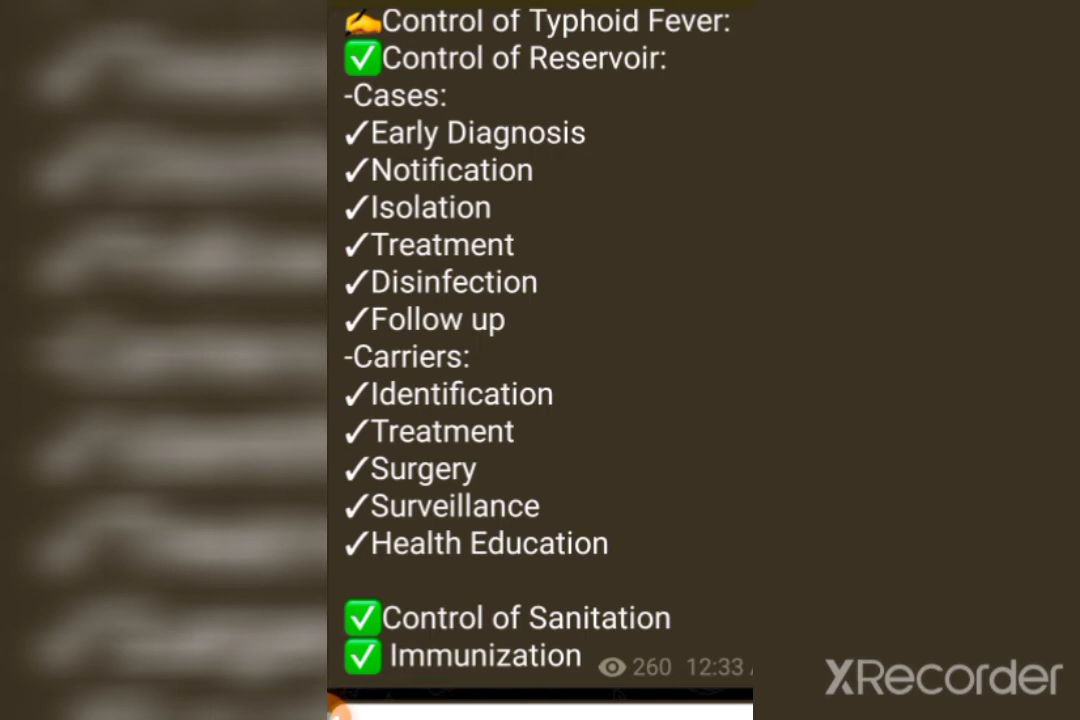 ✍Control of Typhoid Fever:
✅Control of Reservoir:
-Cases:
✓Early Diagnosis
✓Notification
✓Isolation
✓Treatment
✓Disinfection
✓Follow up
-Carriers:
✓Identification
✓Treatment
✓Surgery
✓Surveillance
✓Health Education
✅Control of Sanitation
✅ Immunization
260 12:33
XRecorder